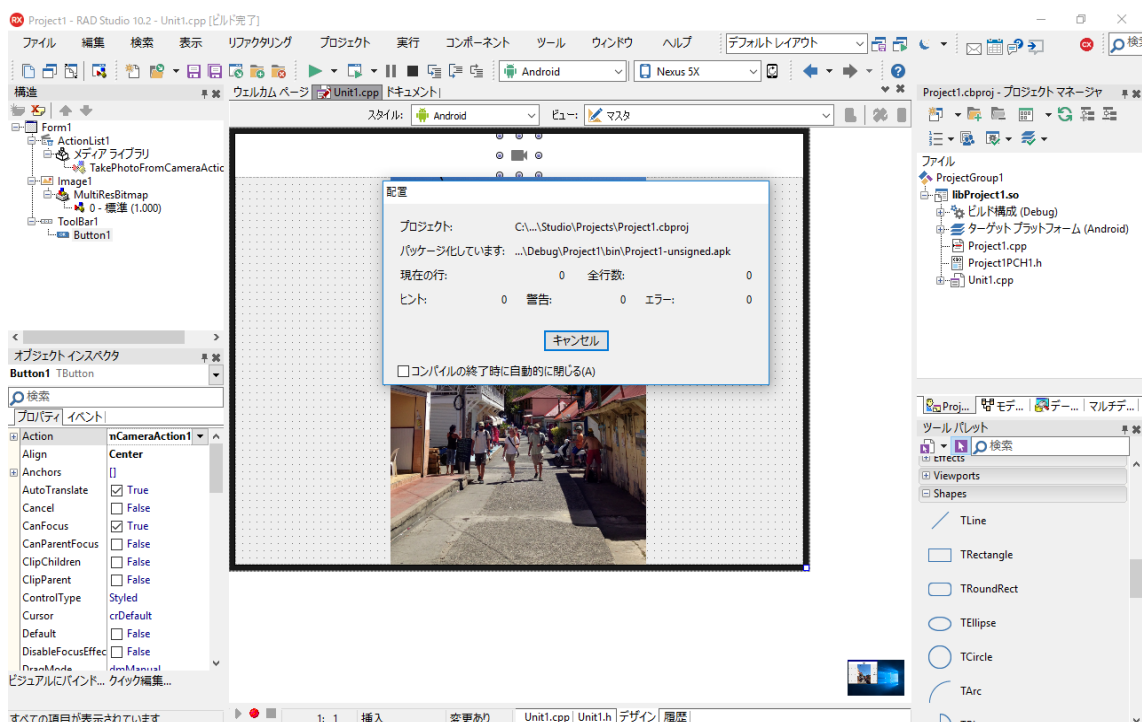 Project1 - RAD Studio 10.2 - Unit1.cpp [ビルド完了]
ファイル 編集 検索 表示 リファクタリング プロジェクト 実行 コンポーネント ツール ウィンドウ ヘルプ デフォルト レイアウト 検索
Android Nexus 5X
構造
Form1
ActionList1
メディア ライブラリ
TakePhotoFromCameraActic
Image1
MultiResBitmap
0 - 標準 (1.000)
ToolBar1
Button1
オブジェクト インスペクタ
Button1 TButton
検索
プロパティ イベント
Action nCameraAction1
Align Center
Anchors []
AutoTranslate True
Cancel False
CanFocus True
CanParentFocus False
ClipChildren False
ClipParent False
ControlType Styled
Cursor crDefault
Default False
DisableFocusEffec False
DragMode dmManual
ビジュアルにバインド... クイック編集...
すべての項目が表示されています
ウェルカム ページ Unit1.cpp ドキュメント
スタイル: Android ビュー: マスタ
配置
プロジェクト: C:\...\Studio\Projects\Project1.cbproj
パッケージ化しています: ...\Debug\Project1\bin\Project1-unsigned.apk
現在の行: 0 全行数: 0
ヒント: 0 警告: 0 エラー: 0
キャンセル
コンパイルの終了時に自動的に閉じる(A)
1: 1 挿入 変更あり Unit1.cpp Unit1.h デザイン 履歴
Project1.cbproj - プロジェクト マネージャ
ファイル
ProjectGroup1
libProject1.so
ビルド構成 (Debug)
ターゲット プラットフォーム (Android)
Project1.cpp
Project1PCH1.h
Unit1.cpp
Proj... モデ... デー... マルチデ...
ツール パレット
検索
Effects
Viewports
Shapes
TLine
TRectangle
TRoundRect
TEllipse
TCircle
TArc